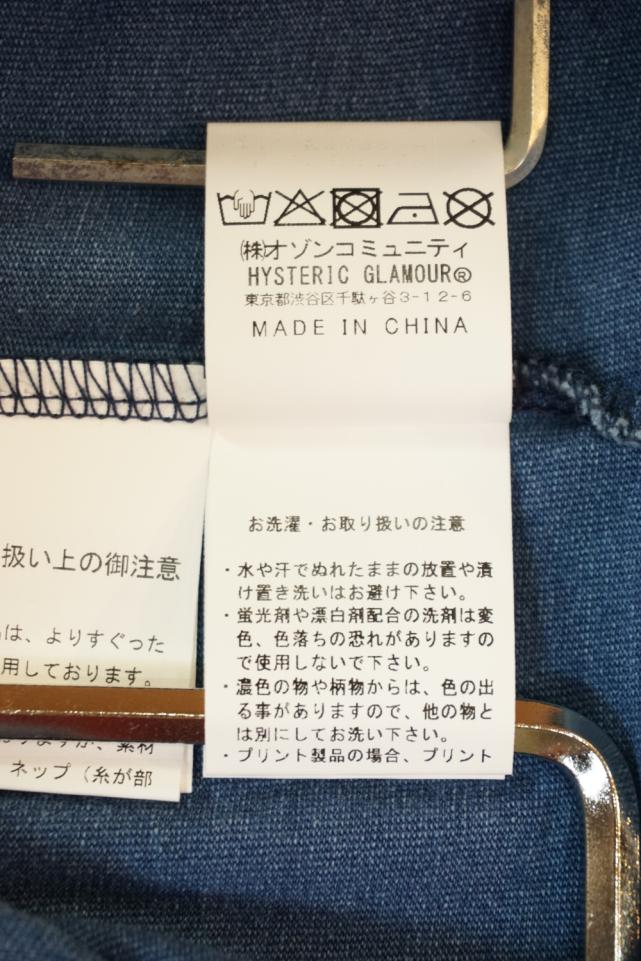 ㈱オゾンコミュニティ
HYSTERIC GLAMOUR®
東京都渋谷区千駄ヶ谷3-12-6
MADE IN CHINA
お洗濯・お取り扱いの注意
・水や汗でぬれたままの放置や漬
け置き洗いはお避け下さい。
・蛍光剤や漂白剤配合の洗剤は変
色、色落ちの恐れがありますの
で使用しないで下さい。
・濃色の物や柄物からは、色の出
る事がありますので、他の物と
は別にしてお洗い下さい。
・プリント製品の場合、プリント
扱い上の御注意
は、よりすぐった
用しております。
ネップ（糸が部